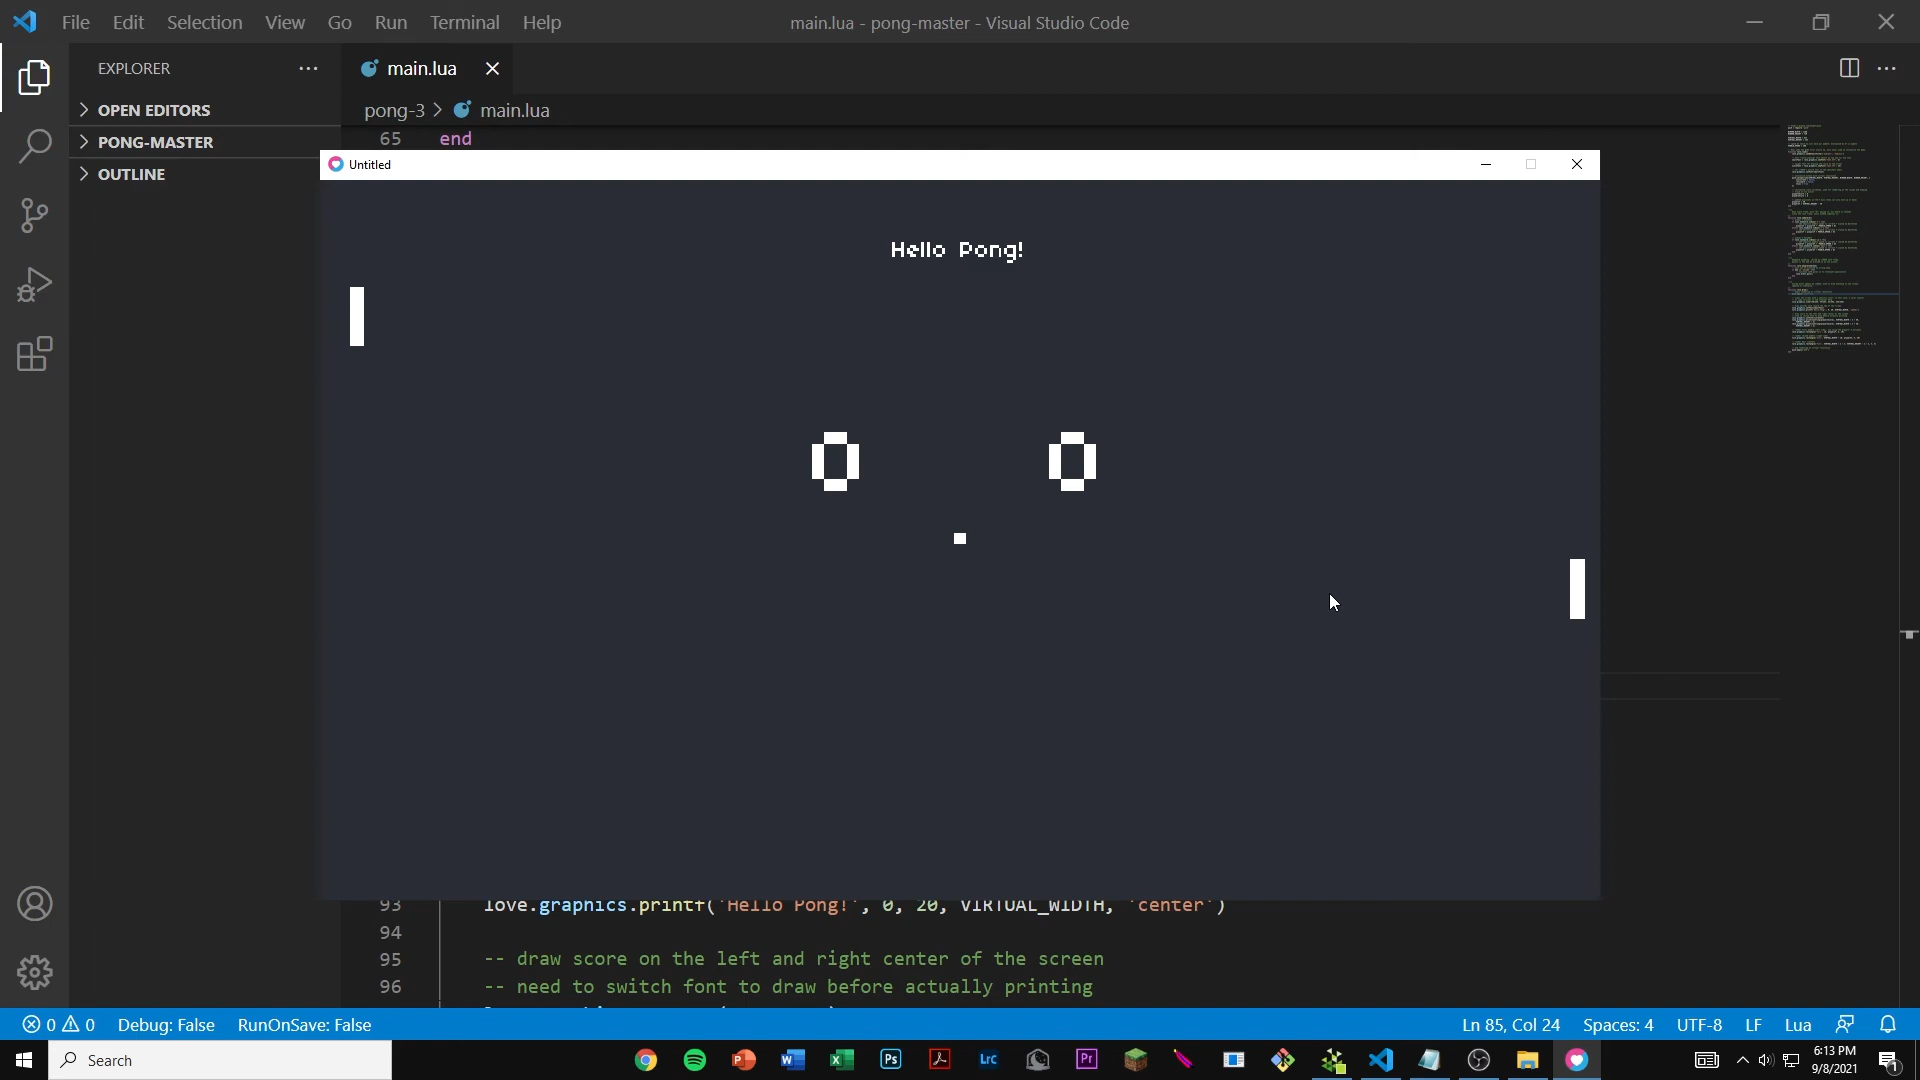 File Edit Selection View Go Run Terminal Help
main.lua - pong-master - Visual Studio Code
EXPLORER
main.lua
OPEN EDITORS
pong-3 > main.lua
PONG-MASTER
65 end
OUTLINE
Untitled
Hello Pong!
0 0
93 love.graphics.printf('Hello Pong!', 0, 20, VIRTUAL_WIDTH, 'center')
94
95 -- draw score on the left and right center of the screen
96 -- need to switch font to draw before actually printing
0 0 Debug: False RunOnSave: False
Ln 85, Col 24 Spaces: 4 UTF-8 LF Lua
Search
Ps
Lrc
Pr
6:13 PM
9/8/2021
1